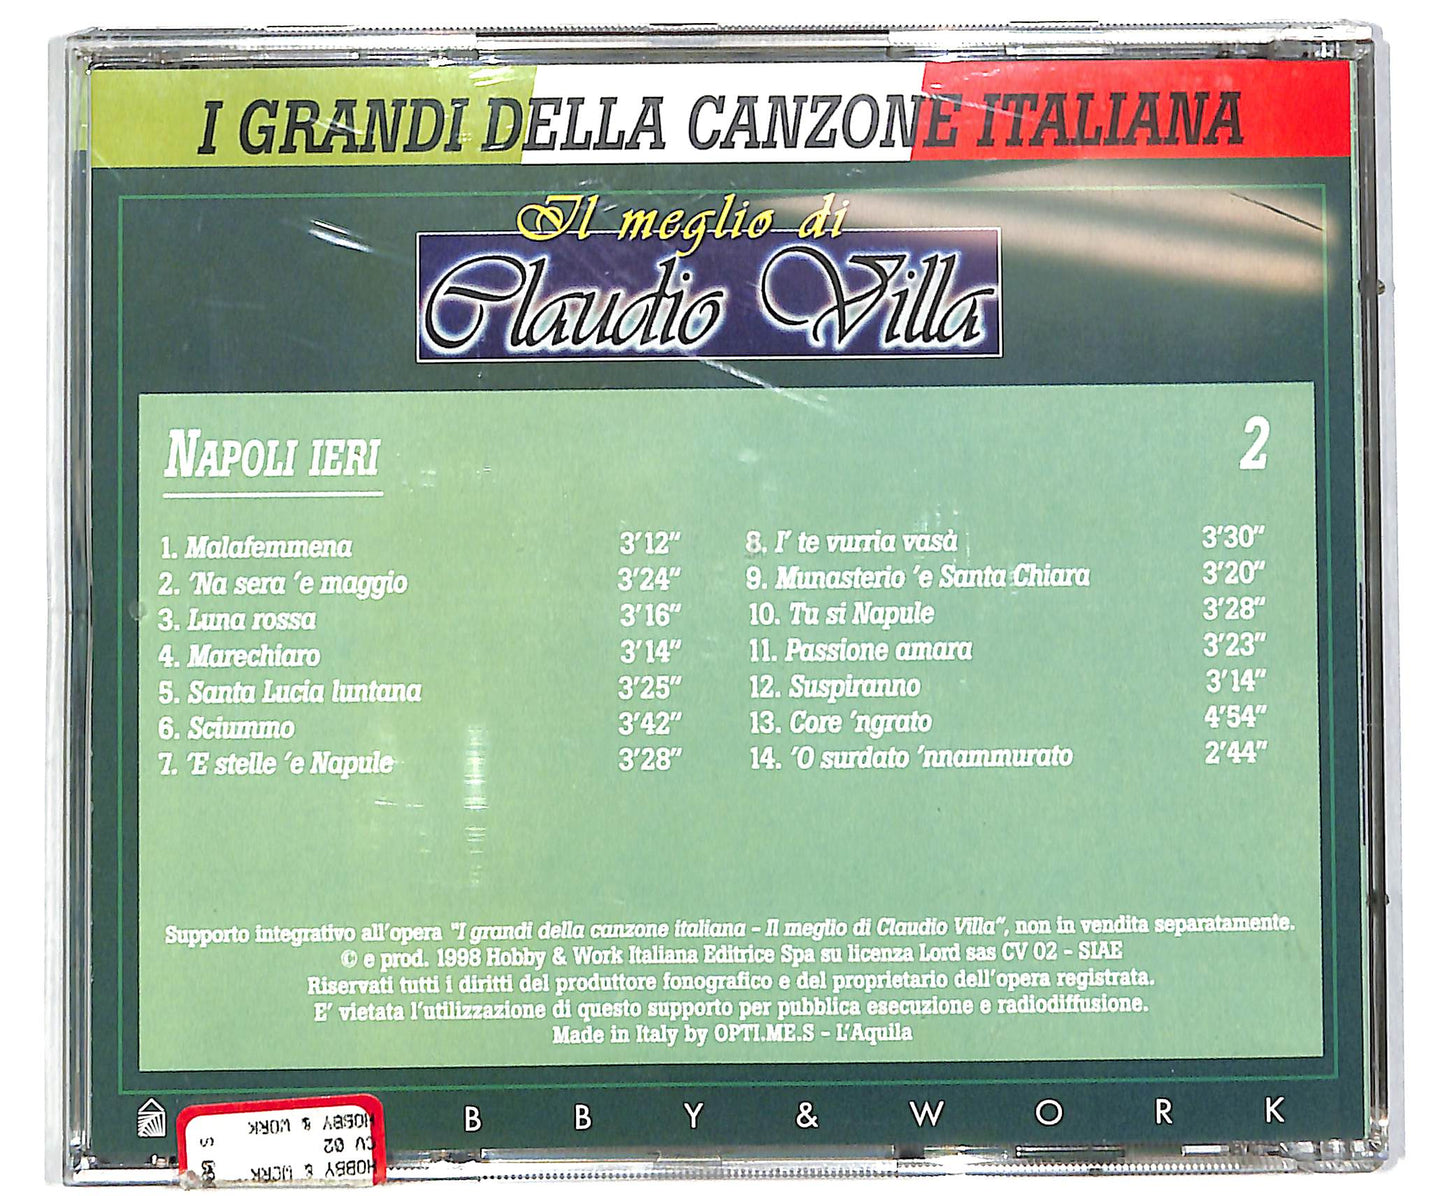 I GRANDI DELLA CANZONE ITALIANA
Il meglio di
Claudio Villa
NAPOLI IERI
2
1. Malafemmena 3'12"
2. 'Na sera 'e maggio 3'24"
3. Luna rossa 3'16"
4. Marechiaro 3'14"
5. Santa Lucia luntana 3'25"
6. Sciummo 3'42"
7. 'E stelle 'e Napule 3'28"
8. I' te vurria vasà 3'30"
9. Munasterio 'e Santa Chiara 3'20"
10. Tu si Napule 3'28"
11. Passione amara 3'23"
12. Suspiranno 3'14"
13. Core 'ngrato 4'54"
14. 'O surdato 'nnammurato 2'44"
Supporto integrativo all'opera "I grandi della canzone italiana - Il meglio di Claudio Villa", non in vendita separatamente.
© e prod. 1998 Hobby & Work Italiana Editrice Spa su licenza Lord sas CV 02 - SIAE
Riservati tutti i diritti del produttore fonografico e del proprietario dell'opera registrata.
E' vietata l'utilizzazione di questo supporto per pubblica esecuzione e radiodiffusione.
Made in Italy by OPTI.ME.S - L'Aquila
B B Y & W O R K
HOBBY & WORK
CV 02
HOBBY & WORK